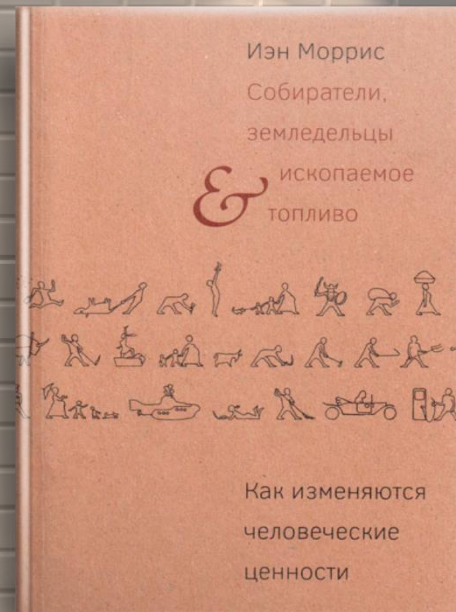 Иэн Моррис
Собиратели,
земледельцы
& ископаемое
топливо
Как изменяются
человеческие
ценности